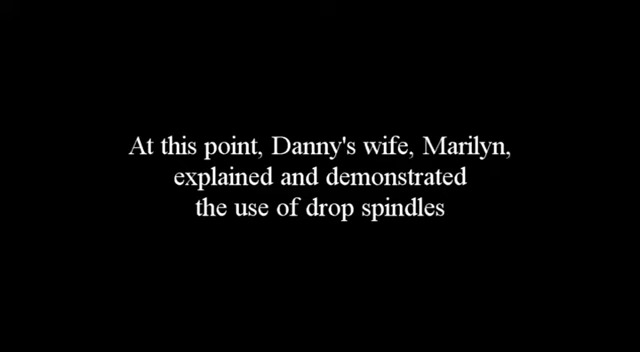 At this point, Danny's wife, Marilyn,
explained and demonstrated
the use of drop spindles